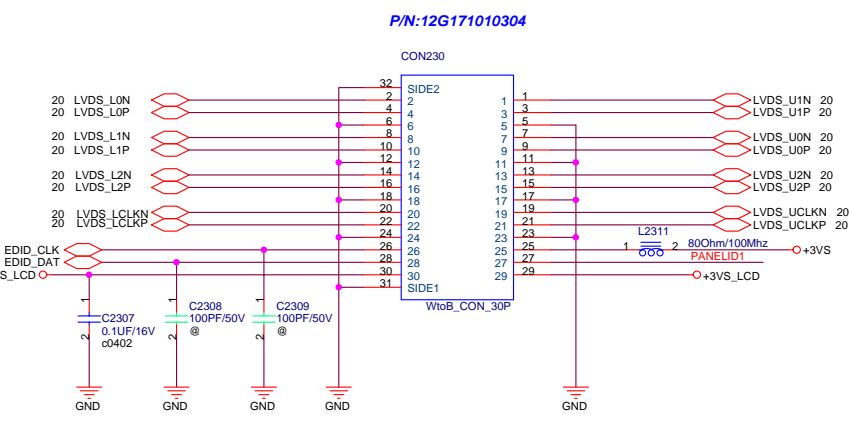 P/N:12G171010304
CON230
32 SIDE2
20 LVDS_L0N 2 2 1 1 LVDS_U1N 20
20 LVDS_L0P 4 4 3 3 LVDS_U1P 20
6 6 5 5
20 LVDS_L1N 8 8 7 7 LVDS_U0N 20
20 LVDS_L1P 10 10 9 9 LVDS_U0P 20
12 12 11 11
20 LVDS_L2N 14 14 13 13 LVDS_U2N 20
20 LVDS_L2P 16 16 15 15 LVDS_U2P 20
18 18 17 17
20 LVDS_LCLKN 20 20 19 19 LVDS_UCLKN 20
20 LVDS_LCLKP 22 22 21 21 LVDS_UCLKP 20
24 24 23 23 L2311
EDID_CLK 26 26 25 25 1 2 80Ohm/100Mhz +3VS
EDID_DAT 28 28 27 27 PANELID1
S_LCD 30 30 29 29 +3VS_LCD
31 SIDE1
WtoB_CON_30P
1 C2307 2 0.1UF/16V c0402
1 C2308 2 100PF/50V @
1 C2309 2 100PF/50V @
GND GND GND GND GND